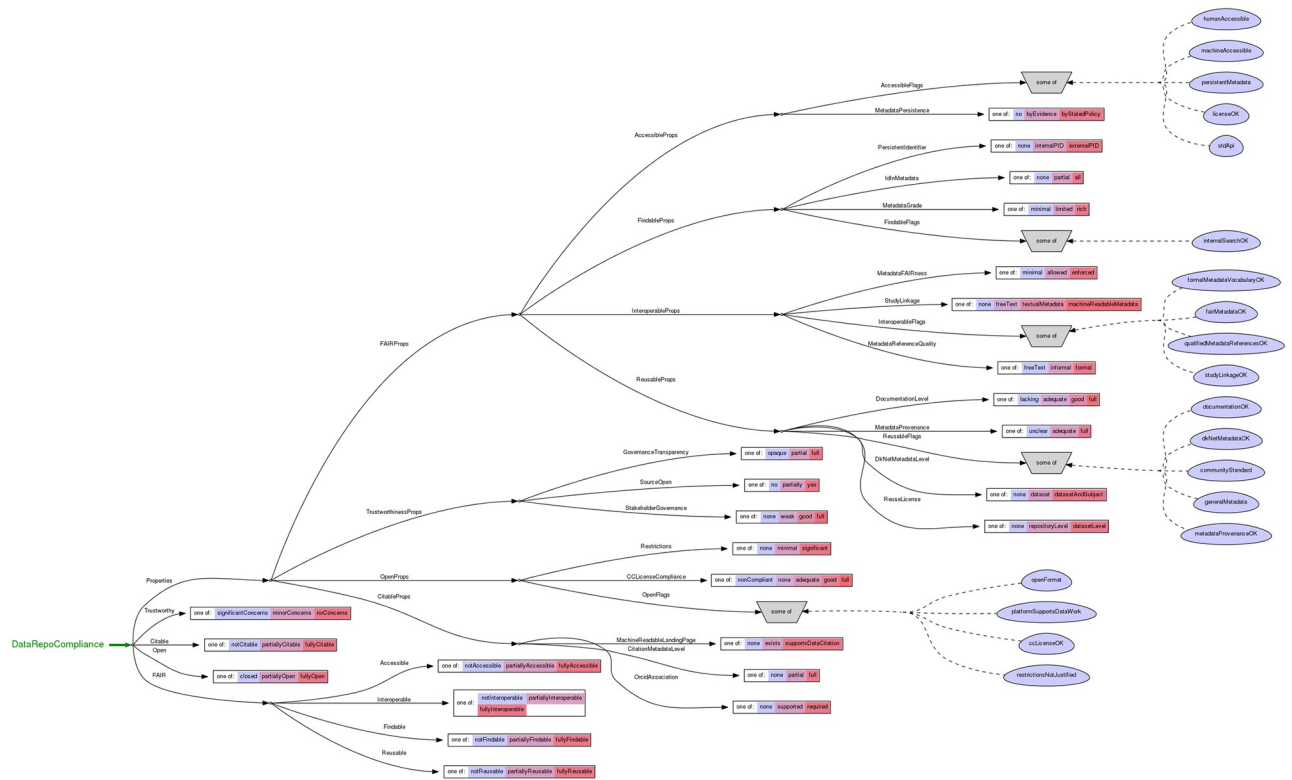 humanAccessible
machineAccessible
AccessibleFlags
some of
persistentMetadata
MetadataPersistence
one of: no byEvidence byStatedPolicy
licenseOK
AccessibleProps
PersistentIdentifier
one of: none internalPID externalPID
stdApi
IdInMetadata
one of: none partial all
MetadataGrade
one of: minimal limited rich
FindableProps
FindableFlags
some of
internalSearchOK
MetadataFAIRness
one of: minimal allowed enforced
formalMetadataVocabularyOK
StudyLinkage
one of: none freeText textualMetadata machineReadableMetadata
InteroperableProps
fairMetadataOK
InteroperableFlags
some of
FAIRProps
MetadataReferenceQuality
qualifiedMetadataReferencesOK
one of: freeText informal formal
studyLinkageOK
ReusableProps
DocumentationLevel
one of: lacking adequate good full
documentationOK
MetadataProvenance
one of: unclear adequate full
ReusableFlags
dkNetMetadataOK
GovernanceTransparency
one of: opaque partial full
DkNetMetadataLevel
some of
communityStandard
SourceOpen
one of: no partially yes
one of: none dataset datasetAndSubject
ReuseLicense
generalMetadata
TrustworthinessProps
StakeholderGovernance
one of: none weak good full
one of: none repositoryLevel datasetLevel
metadataProvenanceOK
Restrictions
one of: none minimal significant
Properties
OpenProps
CCLicenseCompliance
one of: nonCompliant none adequate good full
openFormat
CitableProps
OpenFlags
some of
platformSupportsDataWork
Trustworthy
one of: significantConcerns minorConcerns noConcerns
DataRepoCompliance
Citable
one of: notCitable partiallyCitable fullyCitable
MachineReadableLandingPage
one of: none exists supportsDataCitation
ccLicenseOK
Open
CitationMetadataLevel
Accessible
one of: notAccessible partiallyAccessible fullyAccessible
FAIR
one of: closed partiallyOpen fullyOpen
OrcidAssociation
one of: none partial full
restrictionsNotJustified
Interoperable
one of: notInteroperable partiallyInteroperable
fullyInteroperable
one of: none supported required
Findable
one of: notFindable partiallyFindable fullyFindable
Reusable
one of: notReusable partiallyReusable fullyReusable